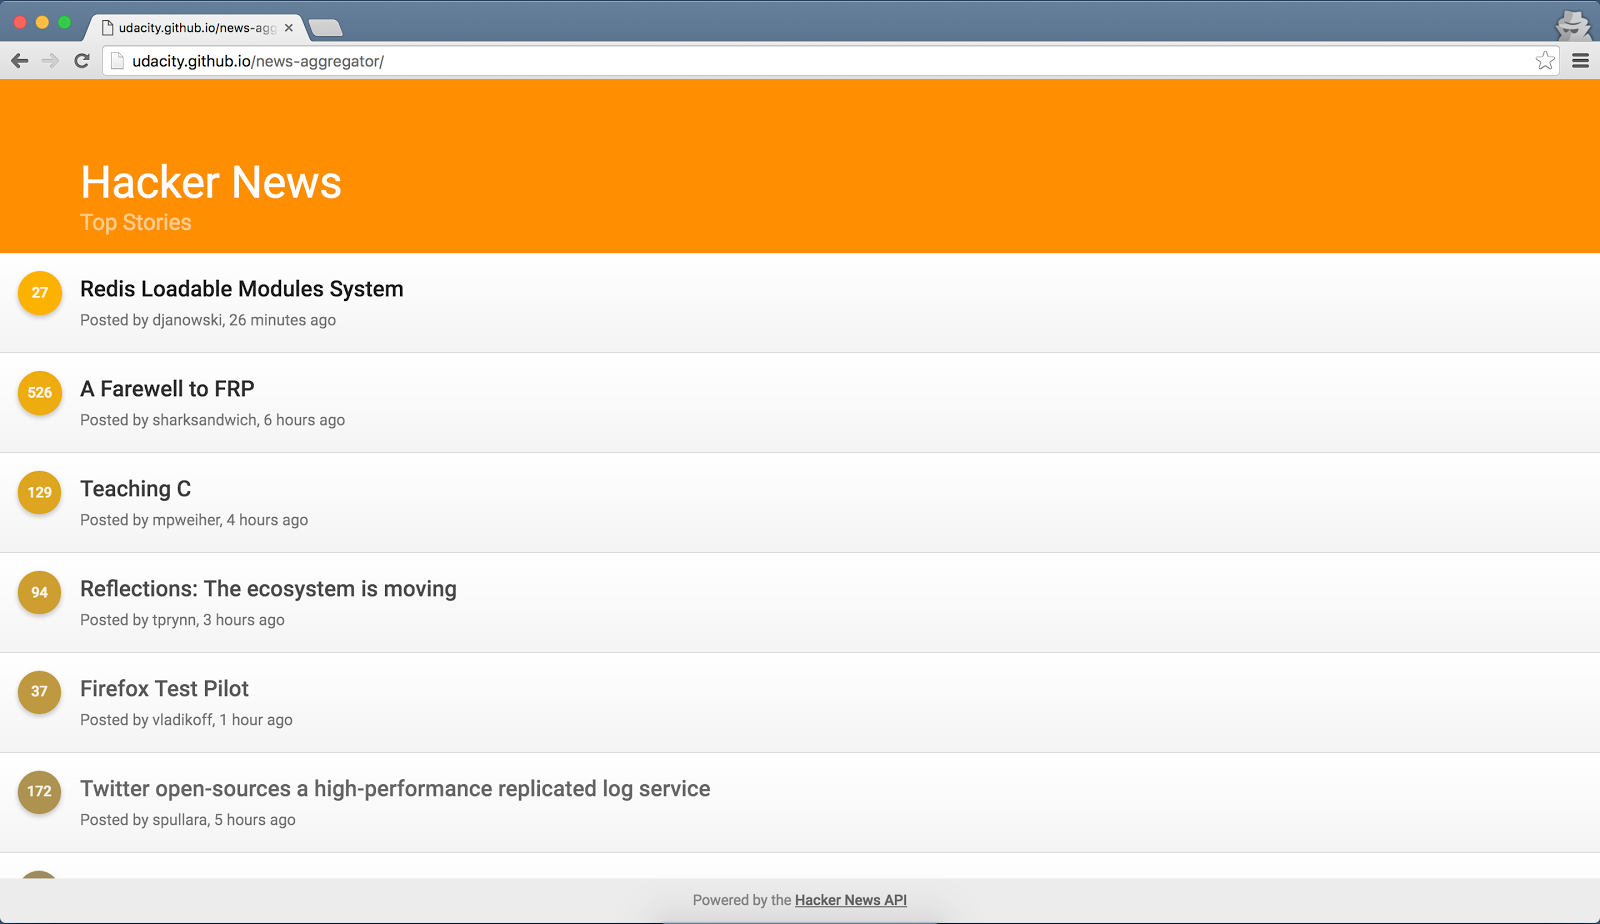 udacity.github.io/news-agg
udacity.github.io/news-aggregator/
Hacker News
Top Stories
27
Redis Loadable Modules System
Posted by djanowski, 26 minutes ago
526
A Farewell to FRP
Posted by sharksandwich, 6 hours ago
129
Teaching C
Posted by mpweiher, 4 hours ago
94
Reflections: The ecosystem is moving
Posted by tprynn, 3 hours ago
37
Firefox Test Pilot
Posted by vladikoff, 1 hour ago
172
Twitter open-sources a high-performance replicated log service
Posted by spullara, 5 hours ago
Powered by the Hacker News API